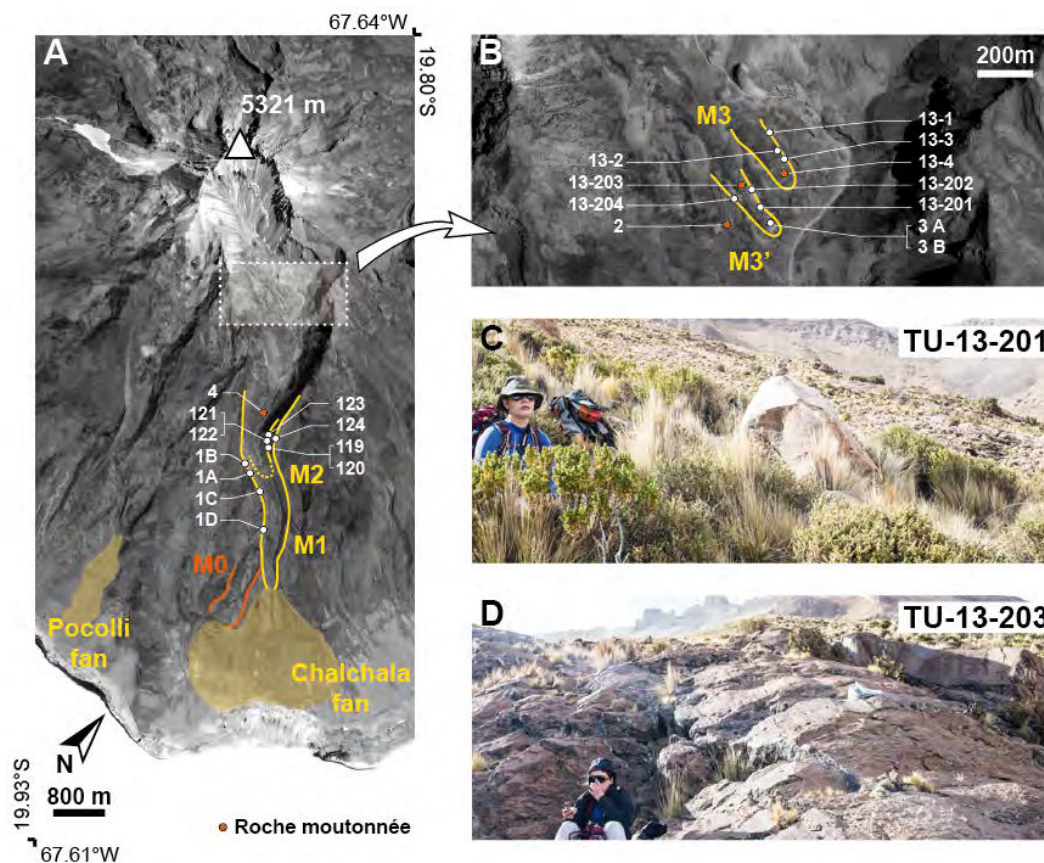 67.64°W
19.80°S
A
5321 m
4
121
122
1B
1A
1C
1D
123
124
119
120
M2
M1
M0
Pocolli
fan
Chalchala
fan
N
800 m
19.93°S
67.61°W
Roche moutonnée
B
200m
M3
13-1
13-3
13-4
13-2
13-203
13-204
2
13-202
13-201
3 A
3 B
M3'
C
TU-13-201
D
TU-13-203